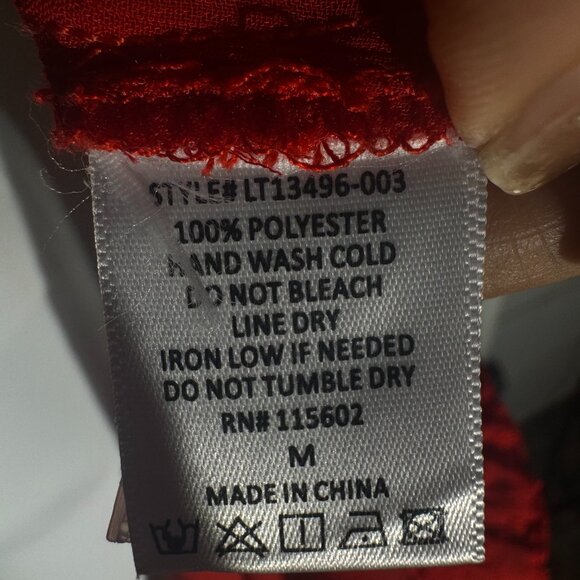 STYLE# LT13496-003
100% POLYESTER
HAND WASH COLD
DO NOT BLEACH
LINE DRY
IRON LOW IF NEEDED
DO NOT TUMBLE DRY
RN# 115602
M
MADE IN CHINA